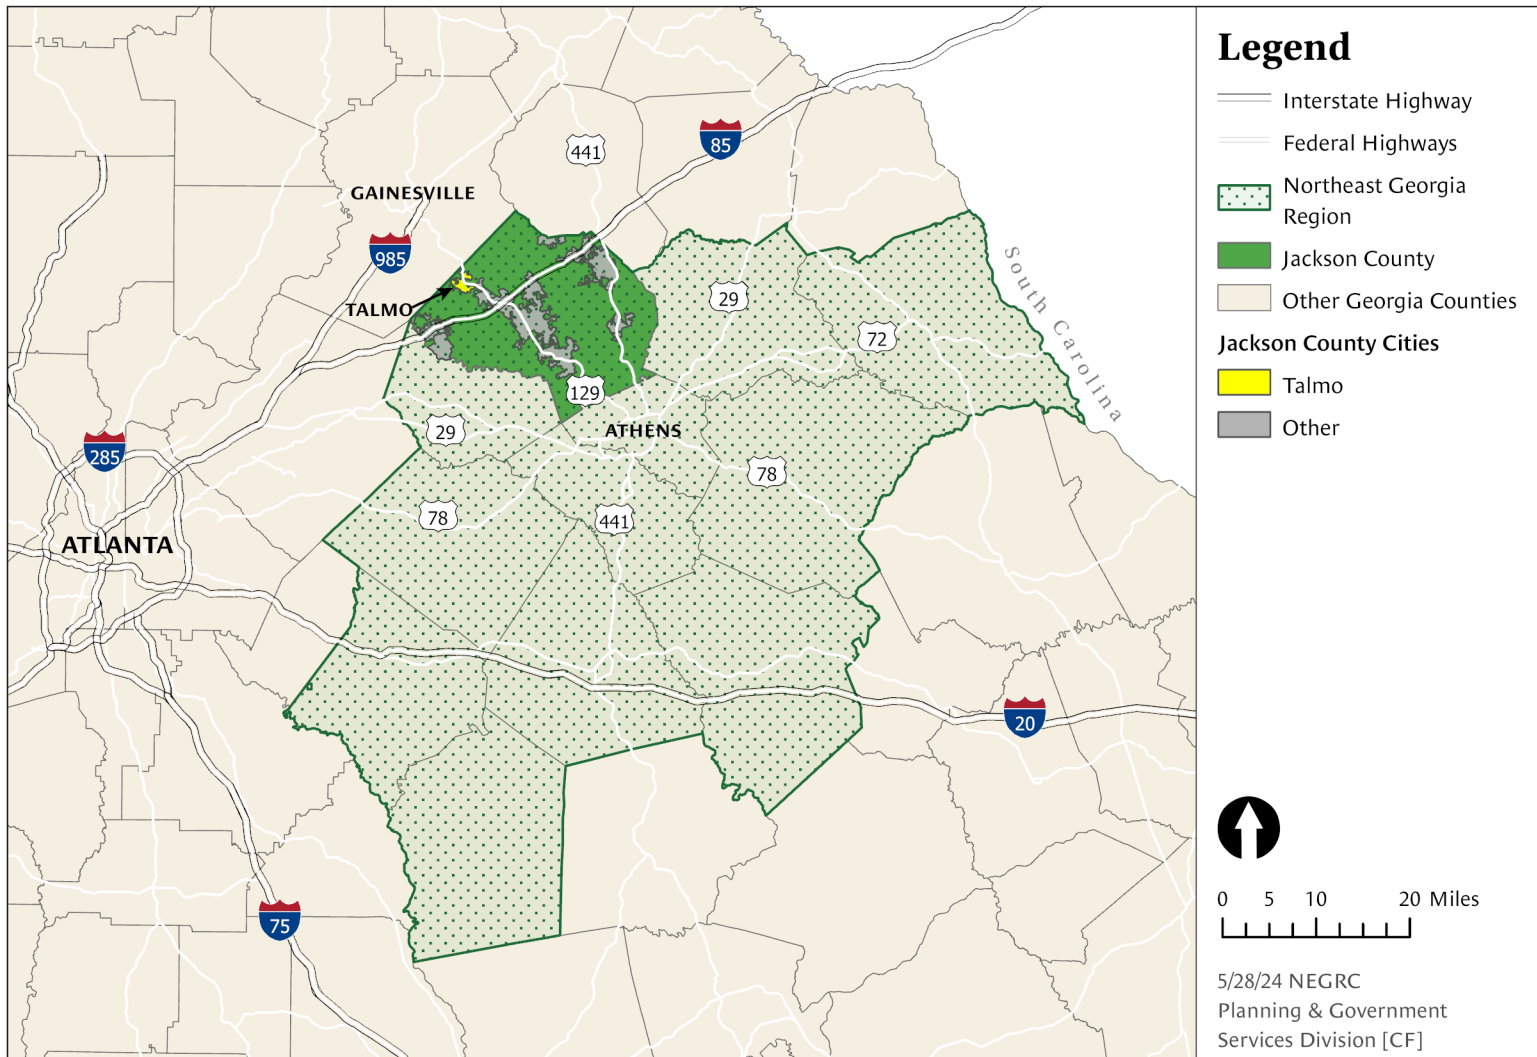 441
85
GAINESVILLE
985
TALMO
29
72
South Carolina
129
ATHENS
29
285
78
78
441
ATLANTA
20
75
Legend
Interstate Highway
Federal Highways
Northeast Georgia
Region
Jackson County
Other Georgia Counties
Jackson County Cities
Talmo
Other
0 5 10 20 Miles
5/28/24 NEGRC
Planning & Government
Services Division [CF]